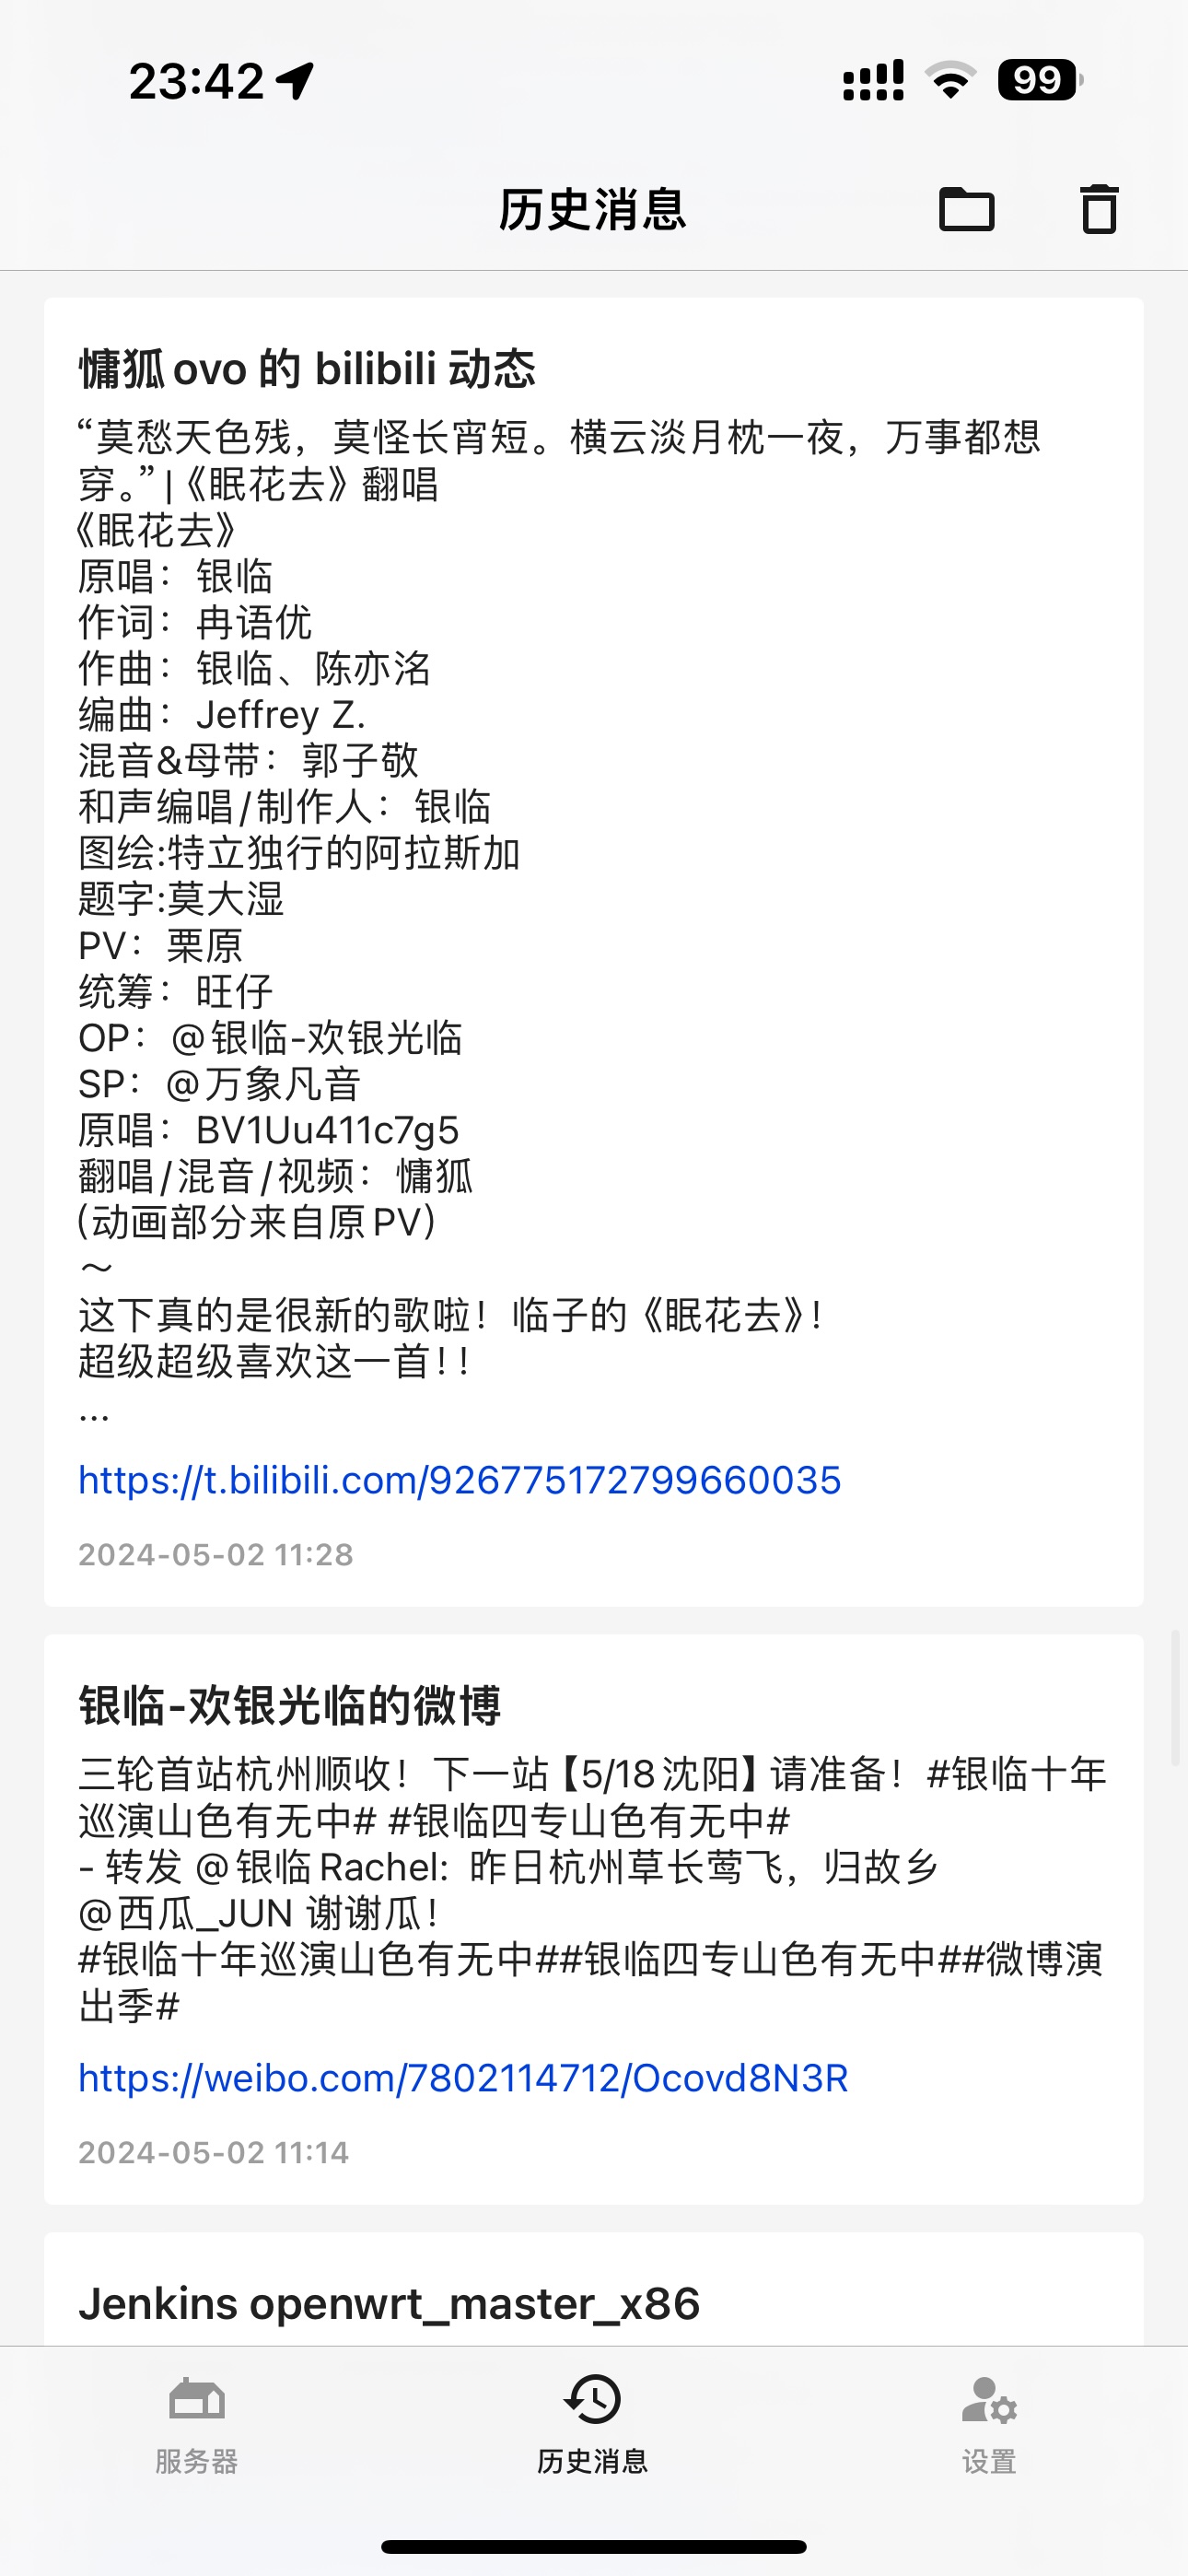 23:42
99
历史消息
慵狐ovo 的 bilibili 动态
“莫愁天色残，莫怪长宵短。横云淡月枕一夜，万事都想
穿。”|《眠花去》翻唱
《眠花去》
原唱：银临
作词：冉语优
作曲：银临、陈亦洺
编曲：Jeffrey Z.
混音&母带：郭子敬
和声编唱/制作人：银临
图绘:特立独行的阿拉斯加
题字:莫大湿
PV：栗原
统筹：旺仔
OP：@银临-欢银光临
SP：@万象凡音
原唱：BV1Uu411c7g5
翻唱/混音/视频：慵狐
(动画部分来自原PV)
～
这下真的是很新的歌啦！临子的《眠花去》！
超级超级喜欢这一首！！
...
https://t.bilibili.com/926775172799660035
2024-05-02 11:28
银临-欢银光临的微博
三轮首站杭州顺收！下一站【5/18沈阳】请准备！#银临十年
巡演山色有无中# #银临四专山色有无中#
- 转发 @银临Rachel: 昨日杭州草长莺飞，归故乡
@西瓜_JUN 谢谢瓜！
#银临十年巡演山色有无中##银临四专山色有无中##微博演
出季#
https://weibo.com/7802114712/Ocovd8N3R
2024-05-02 11:14
Jenkins openwrt_master_x86
服务器
历史消息
设置